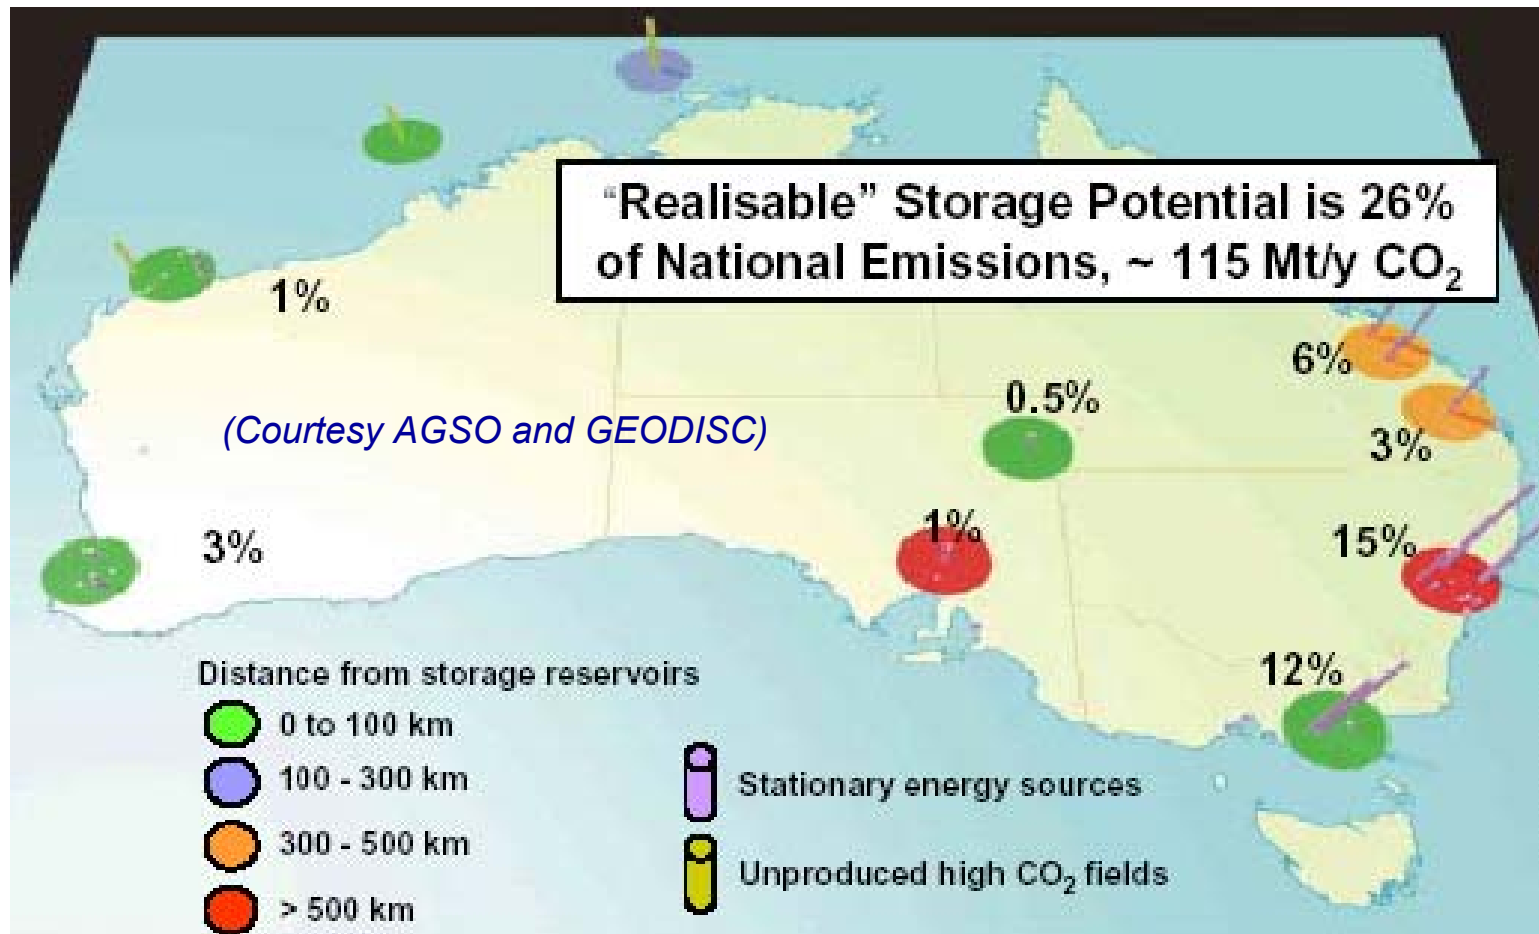 “Realisable” Storage Potential is 26%
of National Emissions, ~ 115 Mt/y CO₂
1%
6%
0.5%
(Courtesy AGSO and GEODISC)
3%
1%
15%
3%
12%
Distance from storage reservoirs
0 to 100 km
100 - 300 km
300 - 500 km
> 500 km
Stationary energy sources
Unproduced high CO₂ fields